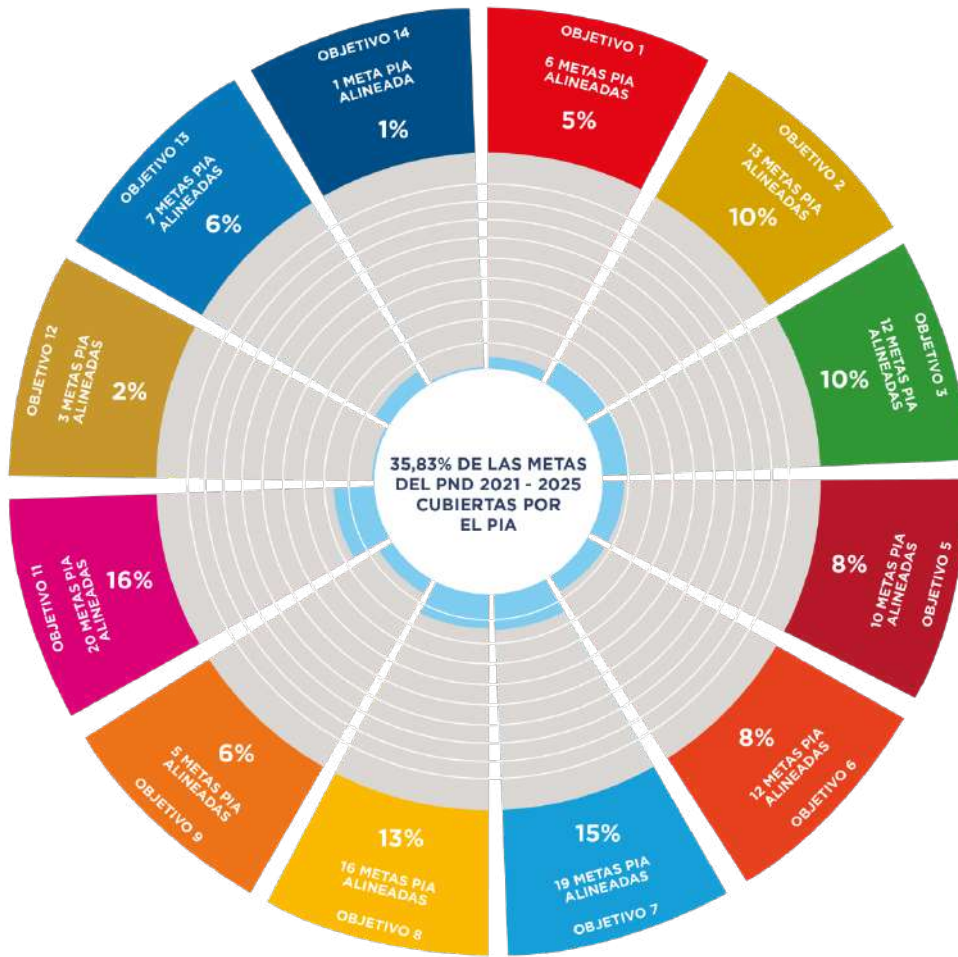 OBJETIVO 1
6 METAS PIA
ALINEADAS
5%
OBJETIVO 2
13 METAS PIA
ALINEADAS
10%
OBJETIVO 3
12 METAS PIA
ALINEADAS
10%
OBJETIVO 5
10 METAS PIA
ALINEADAS
8%
OBJETIVO 6
12 METAS PIA
ALINEADAS
8%
OBJETIVO 7
19 METAS PIA
ALINEADAS
15%
OBJETIVO 8
16 METAS PIA
ALINEADAS
13%
OBJETIVO 9
5 METAS PIA
ALINEADAS
6%
OBJETIVO 11
20 METAS PIA
ALINEADAS
16%
OBJETIVO 12
3 METAS PIA
ALINEADAS
2%
OBJETIVO 13
7 METAS PIA
ALINEADAS
6%
OBJETIVO 14
1 META PIA
ALINEADA
1%
35,83% DE LAS METAS
DEL PND 2021 - 2025
CUBIERTAS POR
EL PIA